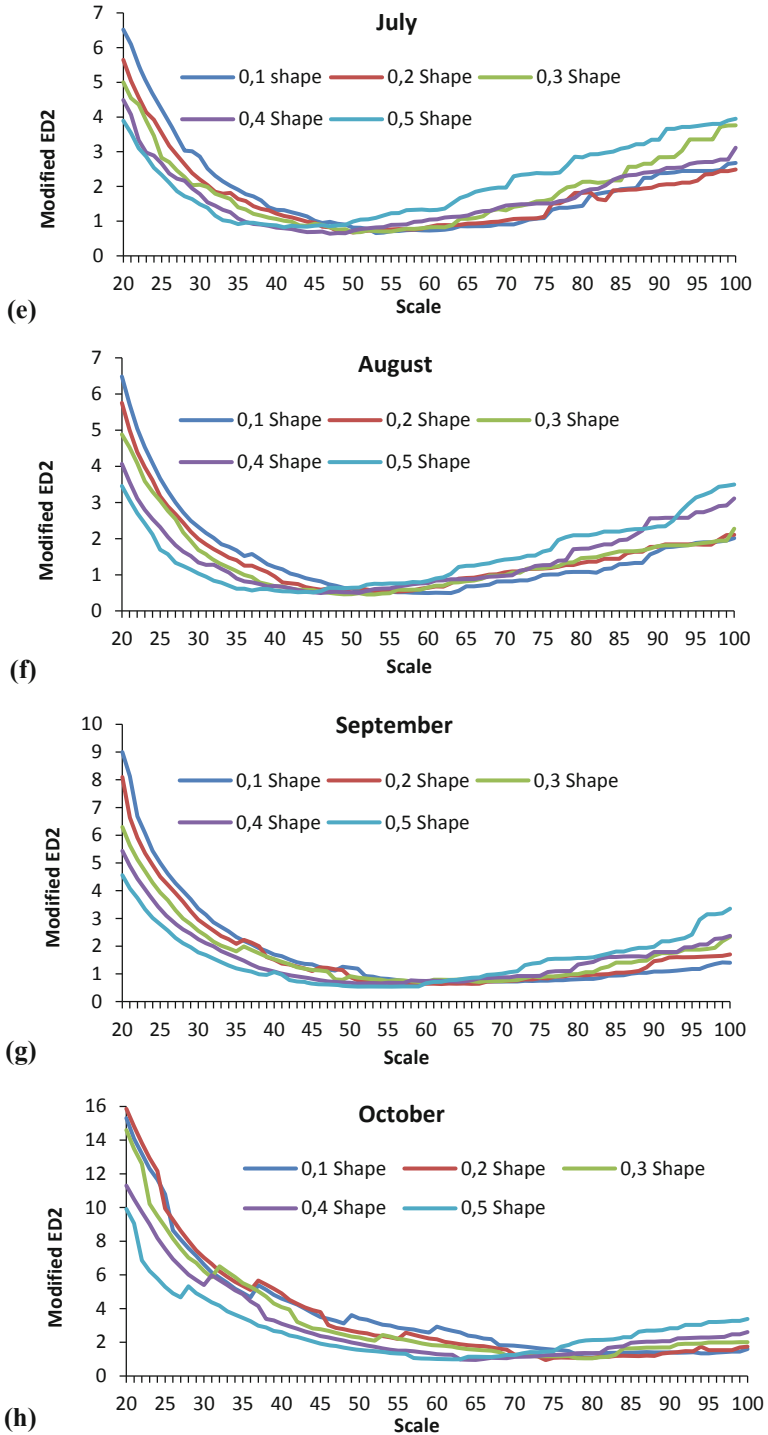 July
7
6
5
4
3
2
1
0
Modified ED2
0,1 shape 0,2 Shape 0,3 Shape
0,4 Shape 0,5 Shape
20 25 30 35 40 45 50 55 60 65 70 75 80 85 90 95 100
Scale
(e)
August
7
6
5
4
3
2
1
0
Modified ED2
0,1 Shape 0,2 Shape 0,3 Shape
0,4 Shape 0,5 Shape
20 25 30 35 40 45 50 55 60 65 70 75 80 85 90 95 100
Scale
(f)
September
10
9
8
7
6
5
4
3
2
1
0
Modified ED2
0,1 Shape 0,2 Shape 0,3 Shape
0,4 Shape 0,5 Shape
20 25 30 35 40 45 50 55 60 65 70 75 80 85 90 95 100
Scale
(g)
October
16
14
12
10
8
6
4
2
0
Modified ED2
0,1 Shape 0,2 Shape 0,3 Shape
0,4 Shape 0,5 Shape
20 25 30 35 40 45 50 55 60 65 70 75 80 85 90 95 100
Scale
(h)